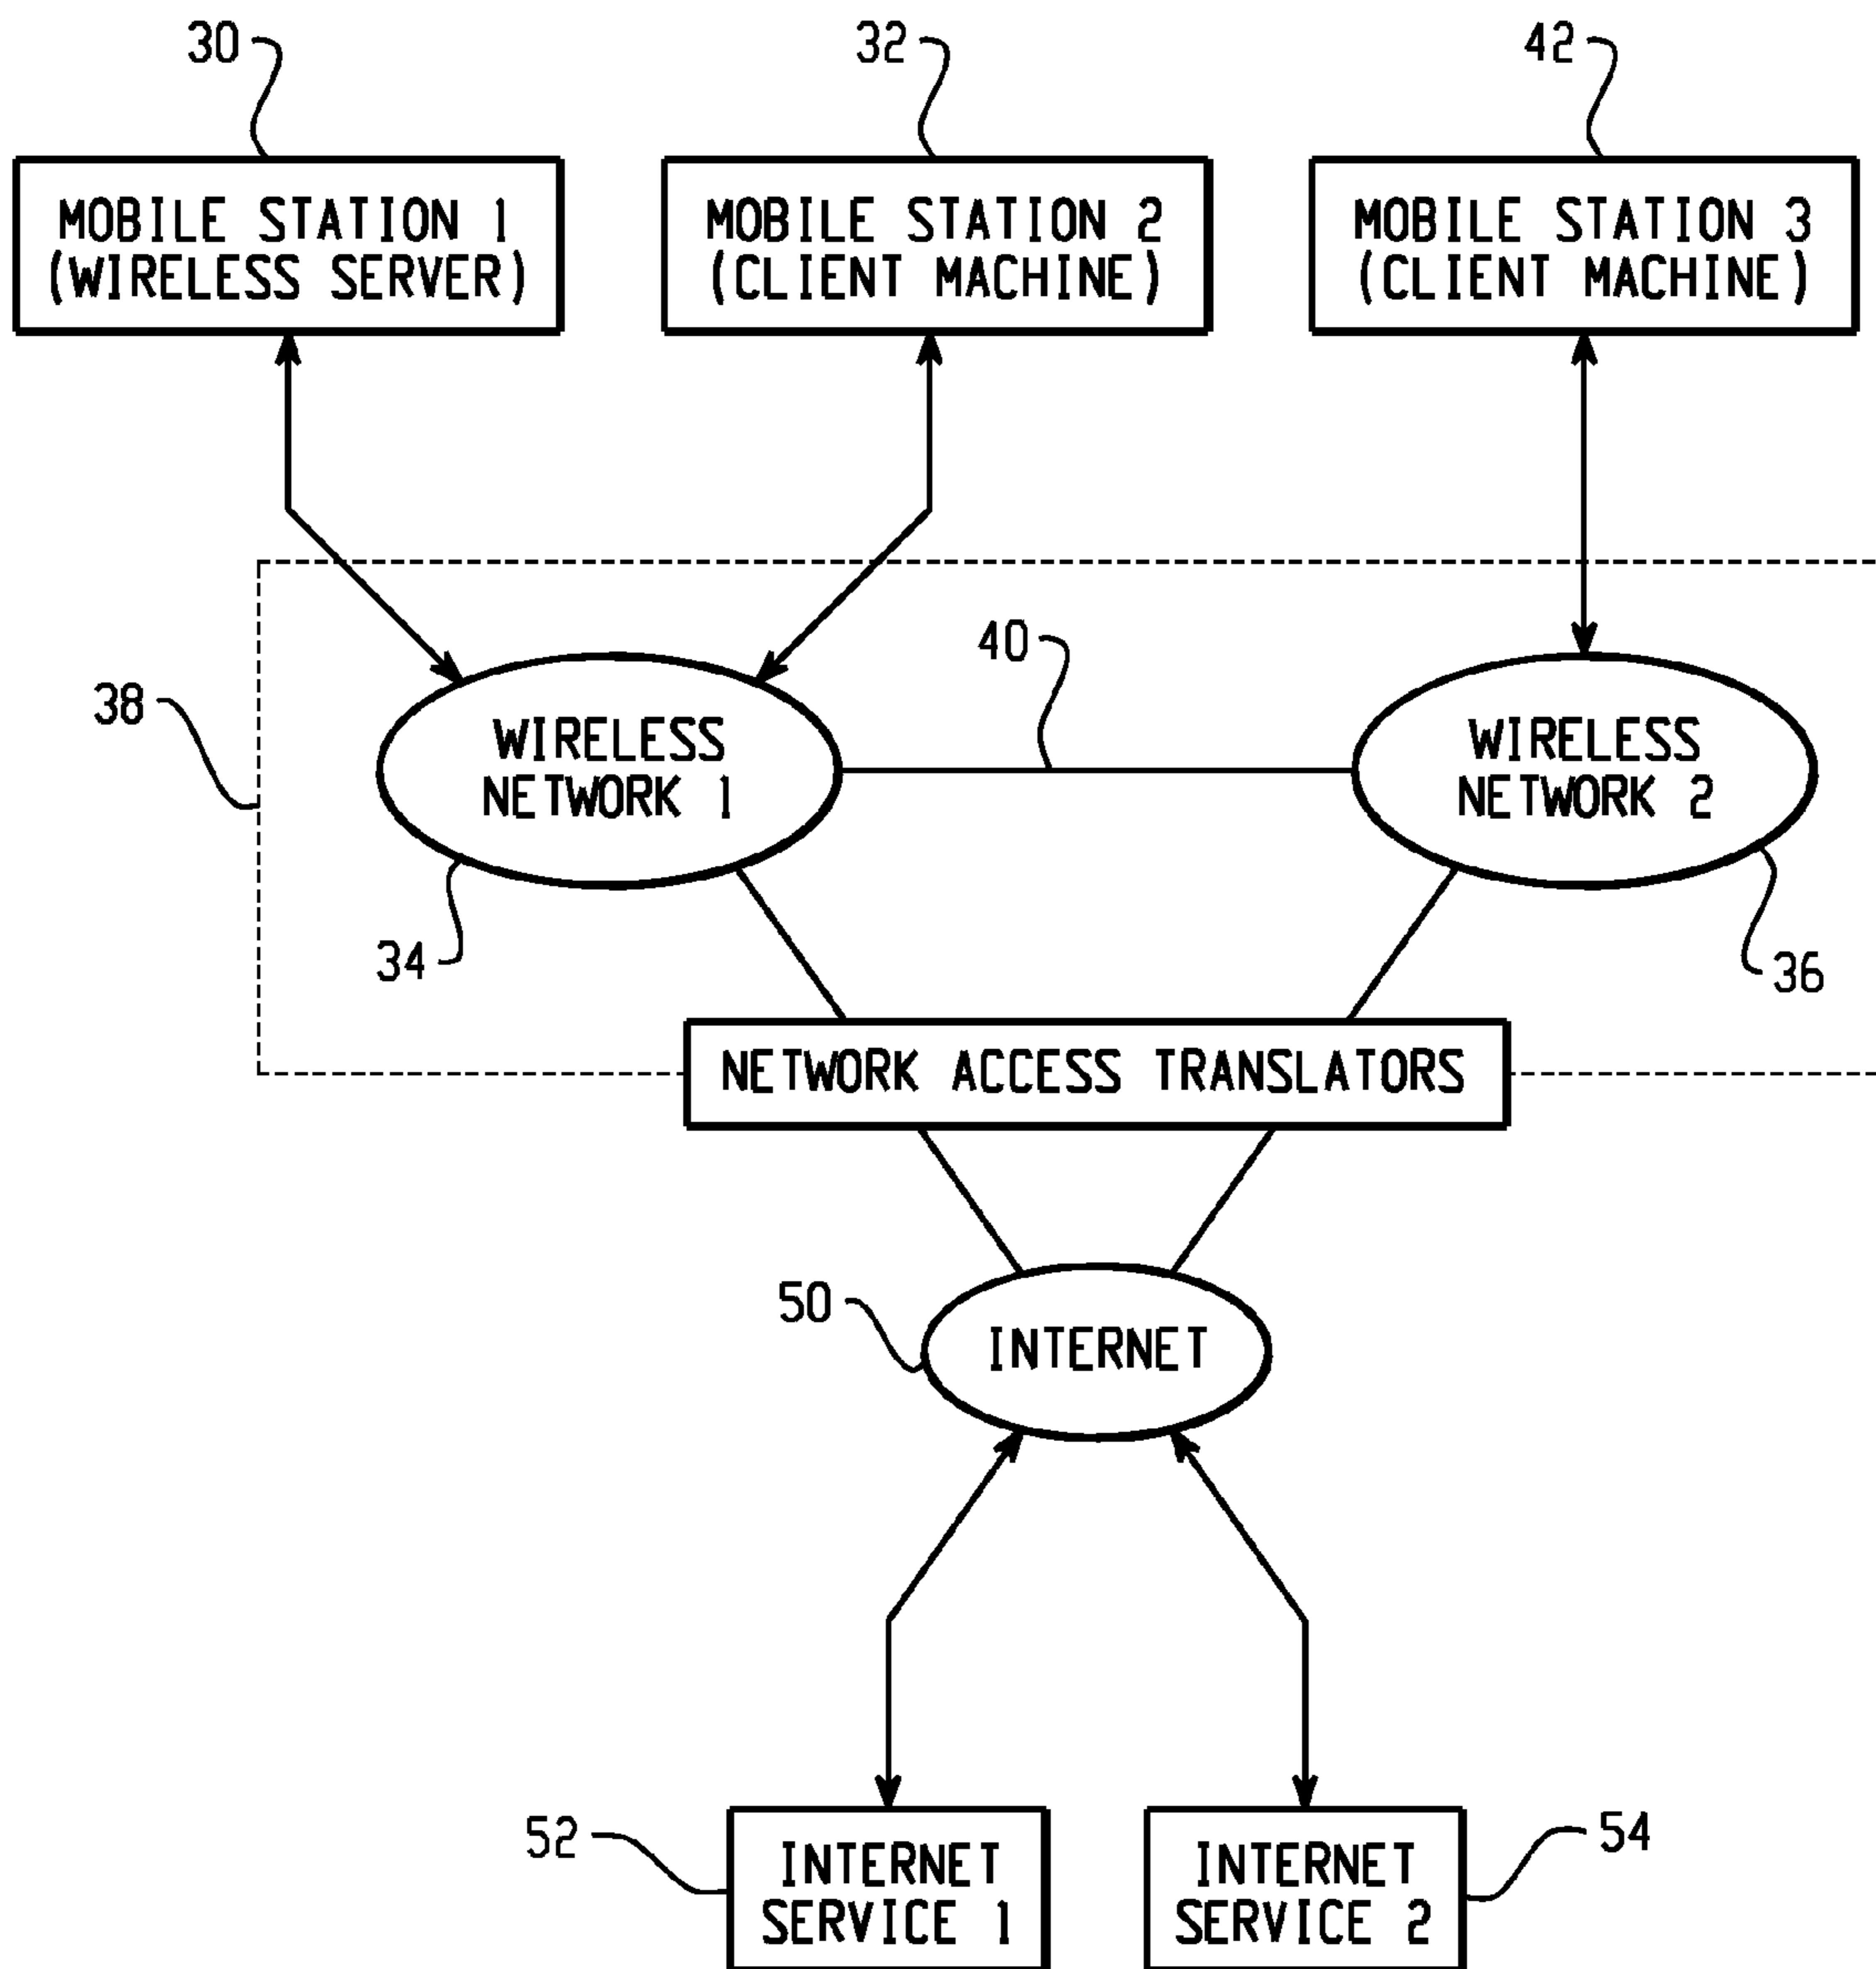 30
32
42
MOBILE STATION 1
(WIRELESS SERVER)
MOBILE STATION 2
(CLIENT MACHINE)
MOBILE STATION 3
(CLIENT MACHINE)
40
38
WIRELESS
NETWORK 1
WIRELESS
NETWORK 2
34
36
NETWORK ACCESS TRANSLATORS
50
INTERNET
52
54
INTERNET
SERVICE 1
INTERNET
SERVICE 2